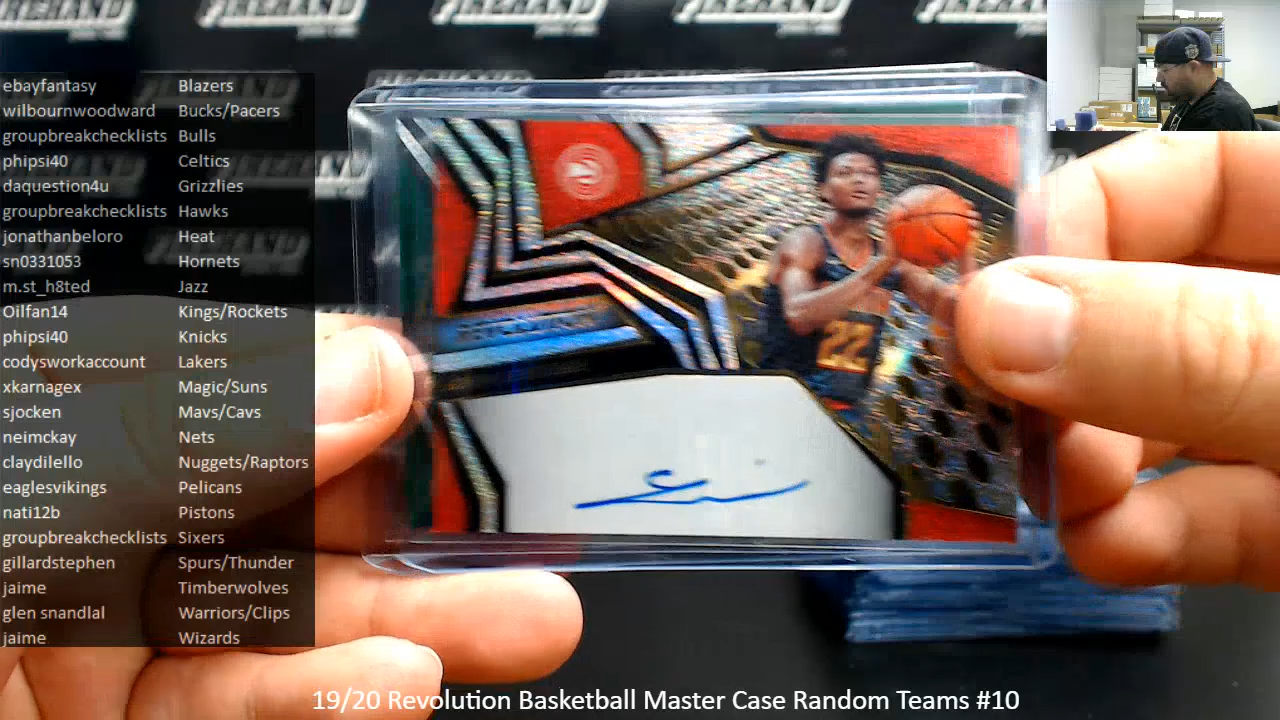 ebayfantasy Blazers
wilbournwoodward Bucks/Pacers
groupbreakchecklists Bulls
phipsi40 Celtics
daquestion4u Grizzlies
groupbreakchecklists Hawks
jonathanbeloro Heat
sn0331053 Hornets
m.st_h8ted Jazz
Oilfan14 Kings/Rockets
phipsi40 Knicks
codysworkaccount Lakers
xkarnagex Magic/Suns
sjocken Mavs/Cavs
neimckay Nets
claydilello Nuggets/Raptors
eaglesvikings Pelicans
nati12b Pistons
groupbreakchecklists Sixers
gillardstephen Spurs/Thunder
jaime Timberwolves
glen snandlal Warriors/Clips
jaime Wizards
22
19/20 Revolution Basketball Master Case Random Teams #10